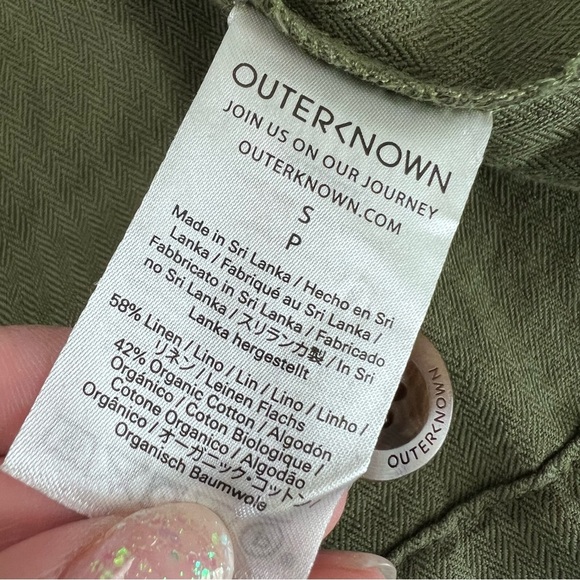 OUTERKNOWN
JOIN US ON OUR JOURNEY
OUTERKNOWN.COM
S
P
Made in Sri Lanka / Hecho en Sri
Lanka / Fabriqué au Sri Lanka /
Fabbricato in Sri Lanka / Fabricado
no Sri Lanka / スリランカ製 / In Sri
Lanka hergestellt
58% Linen / Lino / Lin / Lino / Linho /
リネン / Leinen Flachs
42% Organic Cotton / Algodón
Orgánico / Coton Biologique /
Cotone Organico / Algodão
Orgânico / オーガニック・コットン
Organisch Baumwole
OUTERKNOWN